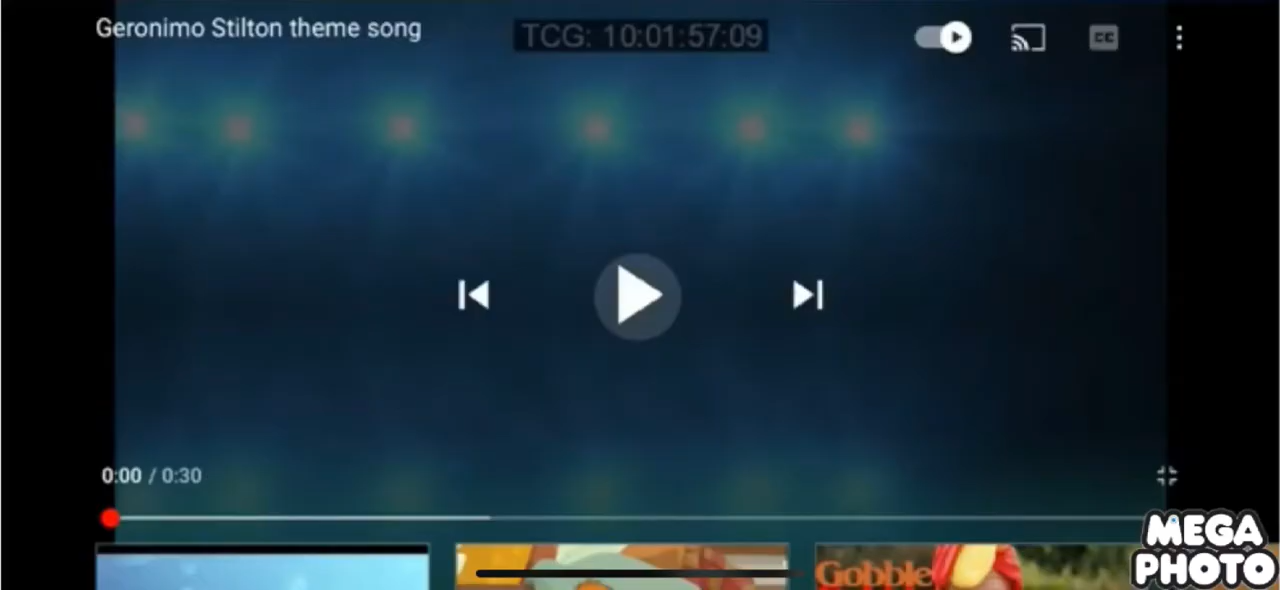 Geronimo Stilton theme song
TCG: 10:01:57:09
CC
0:00 / 0:30
Gobble
MEGA
PHOTO